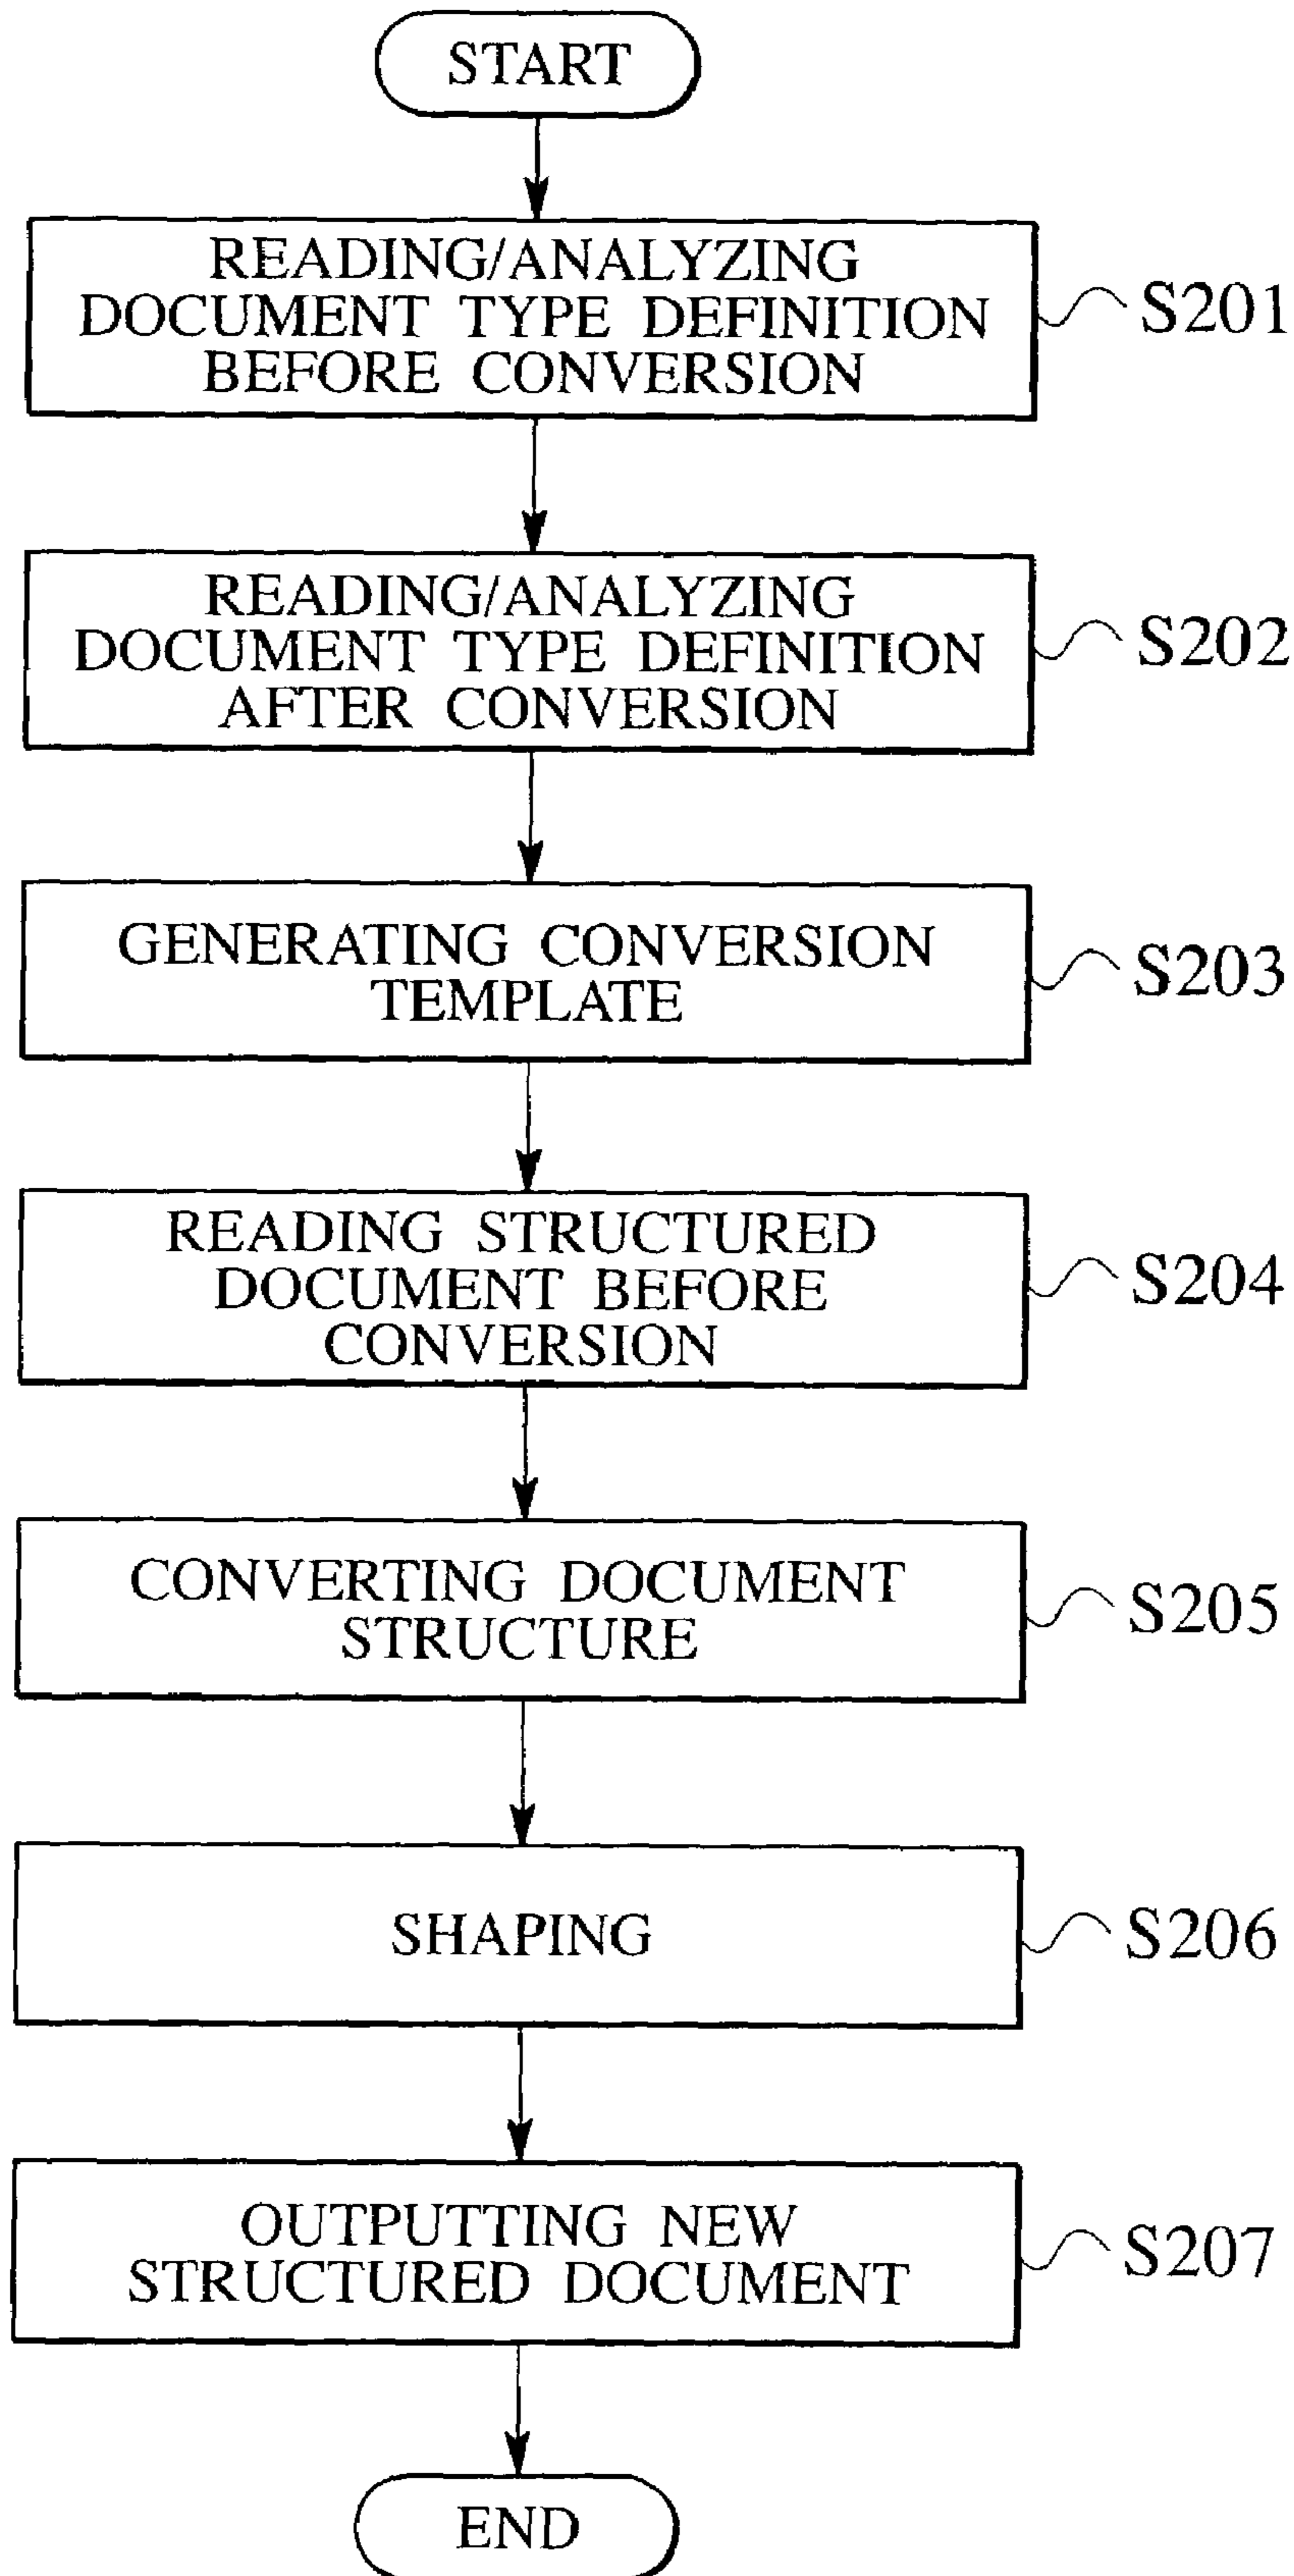 START
READING/ANALYZING
DOCUMENT TYPE DEFINITION
BEFORE CONVERSION
S201
READING/ANALYZING
DOCUMENT TYPE DEFINITION
AFTER CONVERSION
S202
GENERATING CONVERSION
TEMPLATE
S203
READING STRUCTURED
DOCUMENT BEFORE
CONVERSION
S204
CONVERTING DOCUMENT
STRUCTURE
S205
SHAPING
S206
OUTPUTTING NEW
STRUCTURED DOCUMENT
S207
END